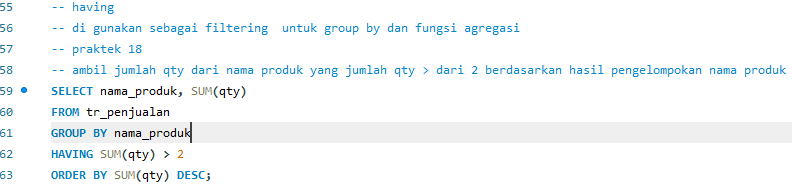 55 -- having
56 -- di gunakan sebagai filtering  untuk group by dan fungsi agregasi
57 -- praktek 18
58 -- ambil jumlah qty dari nama produk yang jumlah qty > dari 2 berdasarkan hasil pengelompokan nama produk
59 SELECT nama_produk, SUM(qty)
60 FROM tr_penjualan
61 GROUP BY nama_produk
62 HAVING SUM(qty) > 2
63 ORDER BY SUM(qty) DESC;